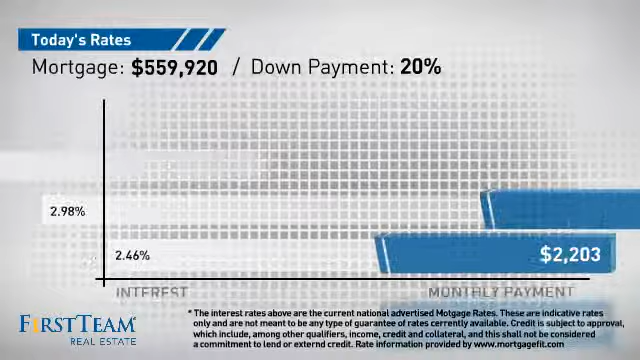 Today's Rates
Mortgage: $559,920 / Down Payment: 20%
2.98%
2.46%
$2,203
INTEREST
MONTHLY PAYMENT
FIRSTTEAM®
REAL ESTATE
* The interest rates above are the current national advertised Motgage Rates. These are indicative rates
only and are not meant to be any type of guarantee of rates cerrently available. Credit is subject to approval,
which include, among other qualifiers, income, credit and collateral, and this shall not be considered
a commitment to lend or externd credit. Rate information provided by www.mortgagefit.com